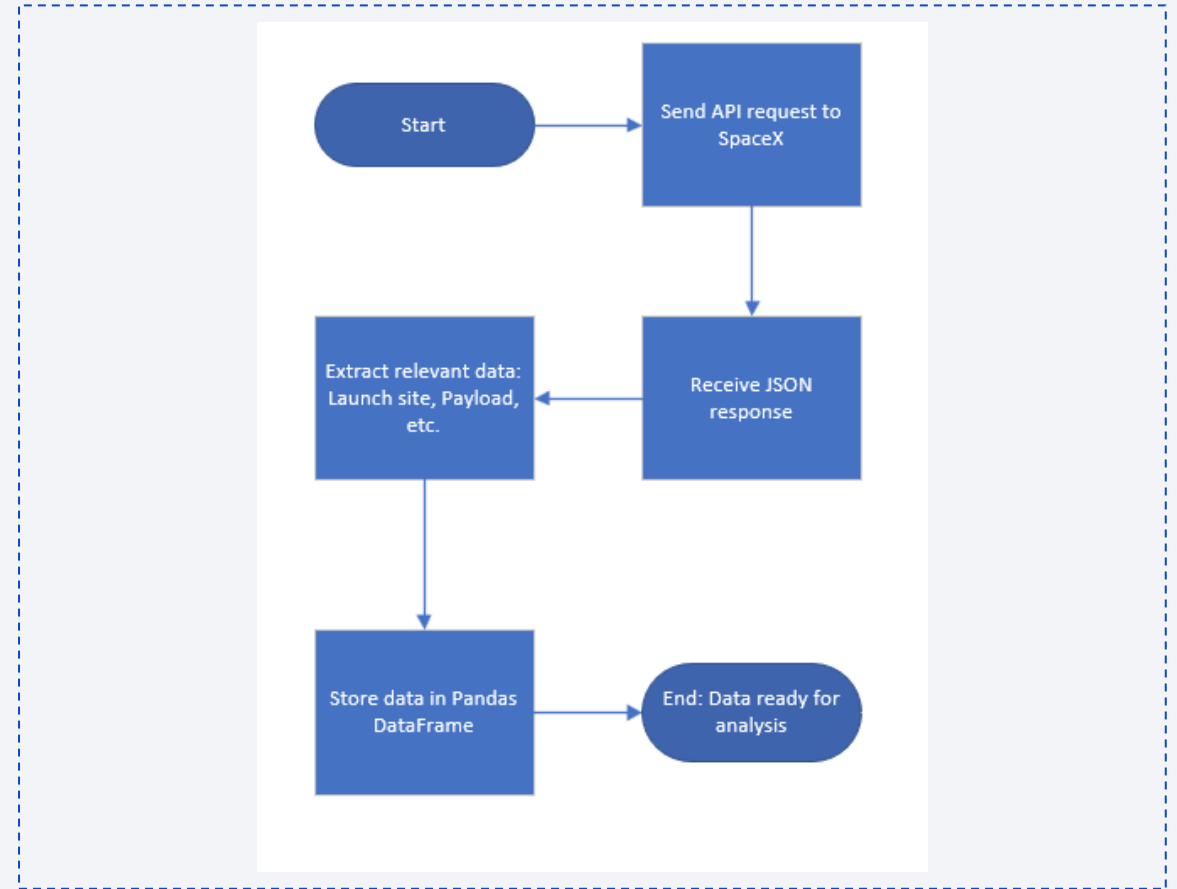 Start
Send API request to
SpaceX
Receive JSON
response
Extract relevant data:
Launch site, Payload,
etc.
Store data in Pandas
DataFrame
End: Data ready for
analysis